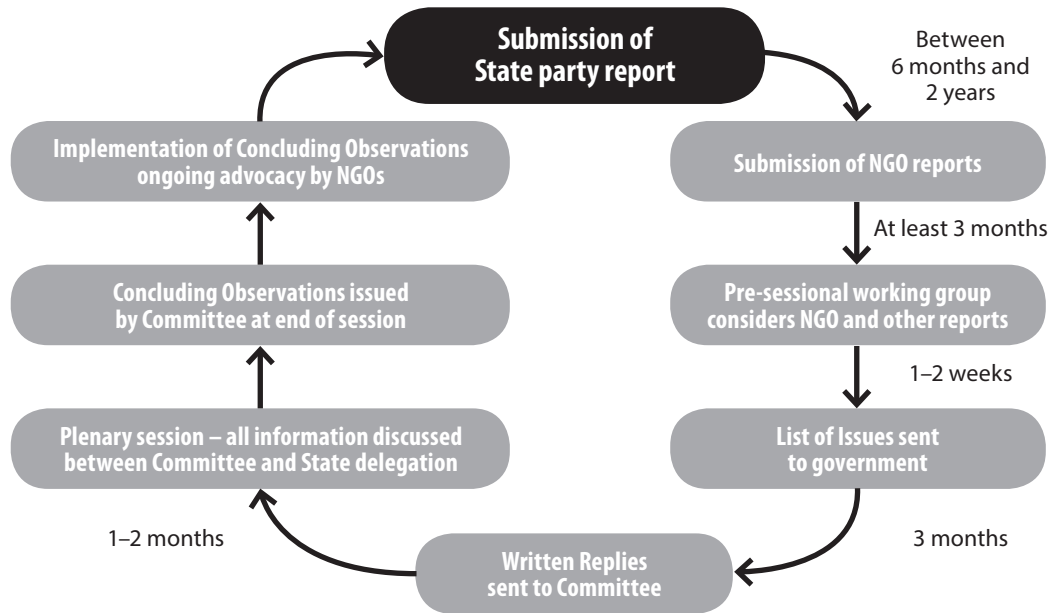 Submission of
State party report
Between
6 months and
2 years
Submission of NGO reports
At least 3 months
Pre-sessional working group
considers NGO and other reports
1–2 weeks
List of Issues sent
to government
3 months
Written Replies
sent to Committee
1–2 months
Plenary session – all information discussed
between Committee and State delegation
Concluding Observations issued
by Committee at end of session
Implementation of Concluding Observations
ongoing advocacy by NGOs